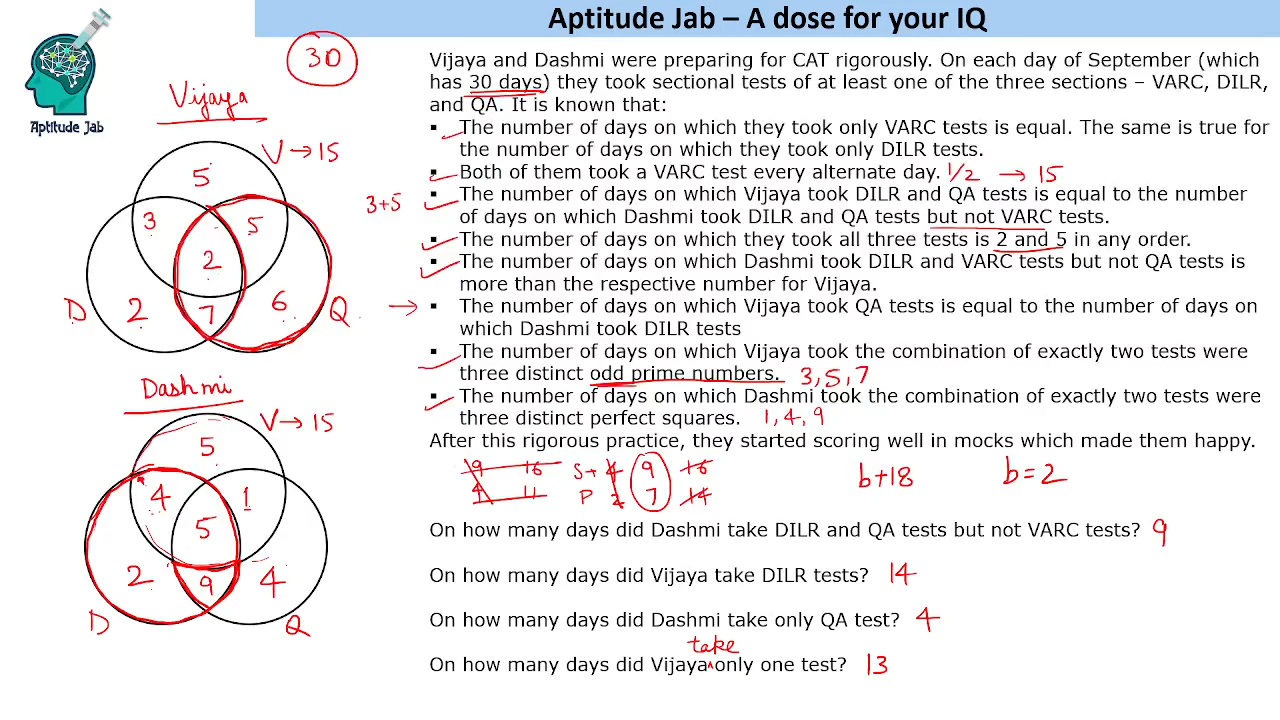 Aptitude Jab – A dose for your IQ
Aptitude Jab
30
Vijaya and Dashmi were preparing for CAT rigorously. On each day of September (which
has 30 days) they took sectional tests of at least one of the three sections – VARC, DILR,
and QA. It is known that:
▪ The number of days on which they took only VARC tests is equal. The same is true for
the number of days on which they took only DILR tests.
▪ Both of them took a VARC test every alternate day. 1/2 → 15
▪ The number of days on which Vijaya took DILR and QA tests is equal to the number
of days on which Dashmi took DILR and QA tests but not VARC tests.
▪ The number of days on which they took all three tests is 2 and 5 in any order.
▪ The number of days on which Dashmi took DILR and VARC tests but not QA tests is
more than the respective number for Vijaya.
→ ▪ The number of days on which Vijaya took QA tests is equal to the number of days on
which Dashmi took DILR tests
▪ The number of days on which Vijaya took the combination of exactly two tests were
three distinct odd prime numbers. 3, 5, 7
▪ The number of days on which Dashmi took the combination of exactly two tests were
three distinct perfect squares. 1, 4, 9
After this rigorous practice, they started scoring well in mocks which made them happy.
9 16 S → 4 9 16
4 11 P 2 7 14
b+18 b=2
On how many days did Dashmi take DILR and QA tests but not VARC tests? 9
On how many days did Vijaya take DILR tests? 14
On how many days did Dashmi take only QA test? 4
take
On how many days did Vijaya ^ only one test? 13
Vijaya
V → 15
5
3+5
3 5
2
D 2 7 6 Q
Dashmi
V → 15
5
4 1
5
2 9 4
D Q